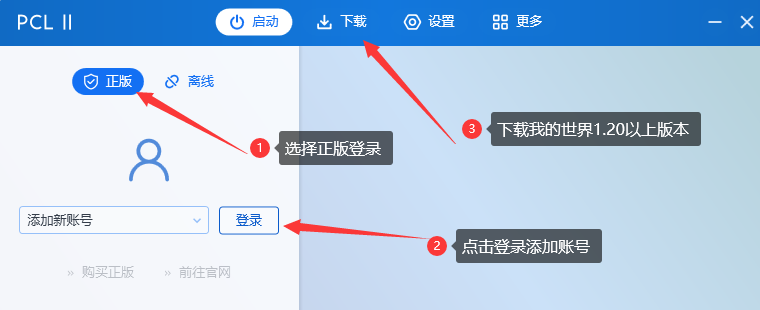 PCL II
启动
下载
设置
更多
正版
离线
1 选择正版登录
3 下载我的世界1.20以上版本
添加新账号
登录
2 点击登录添加账号
» 购买正版
» 前往官网